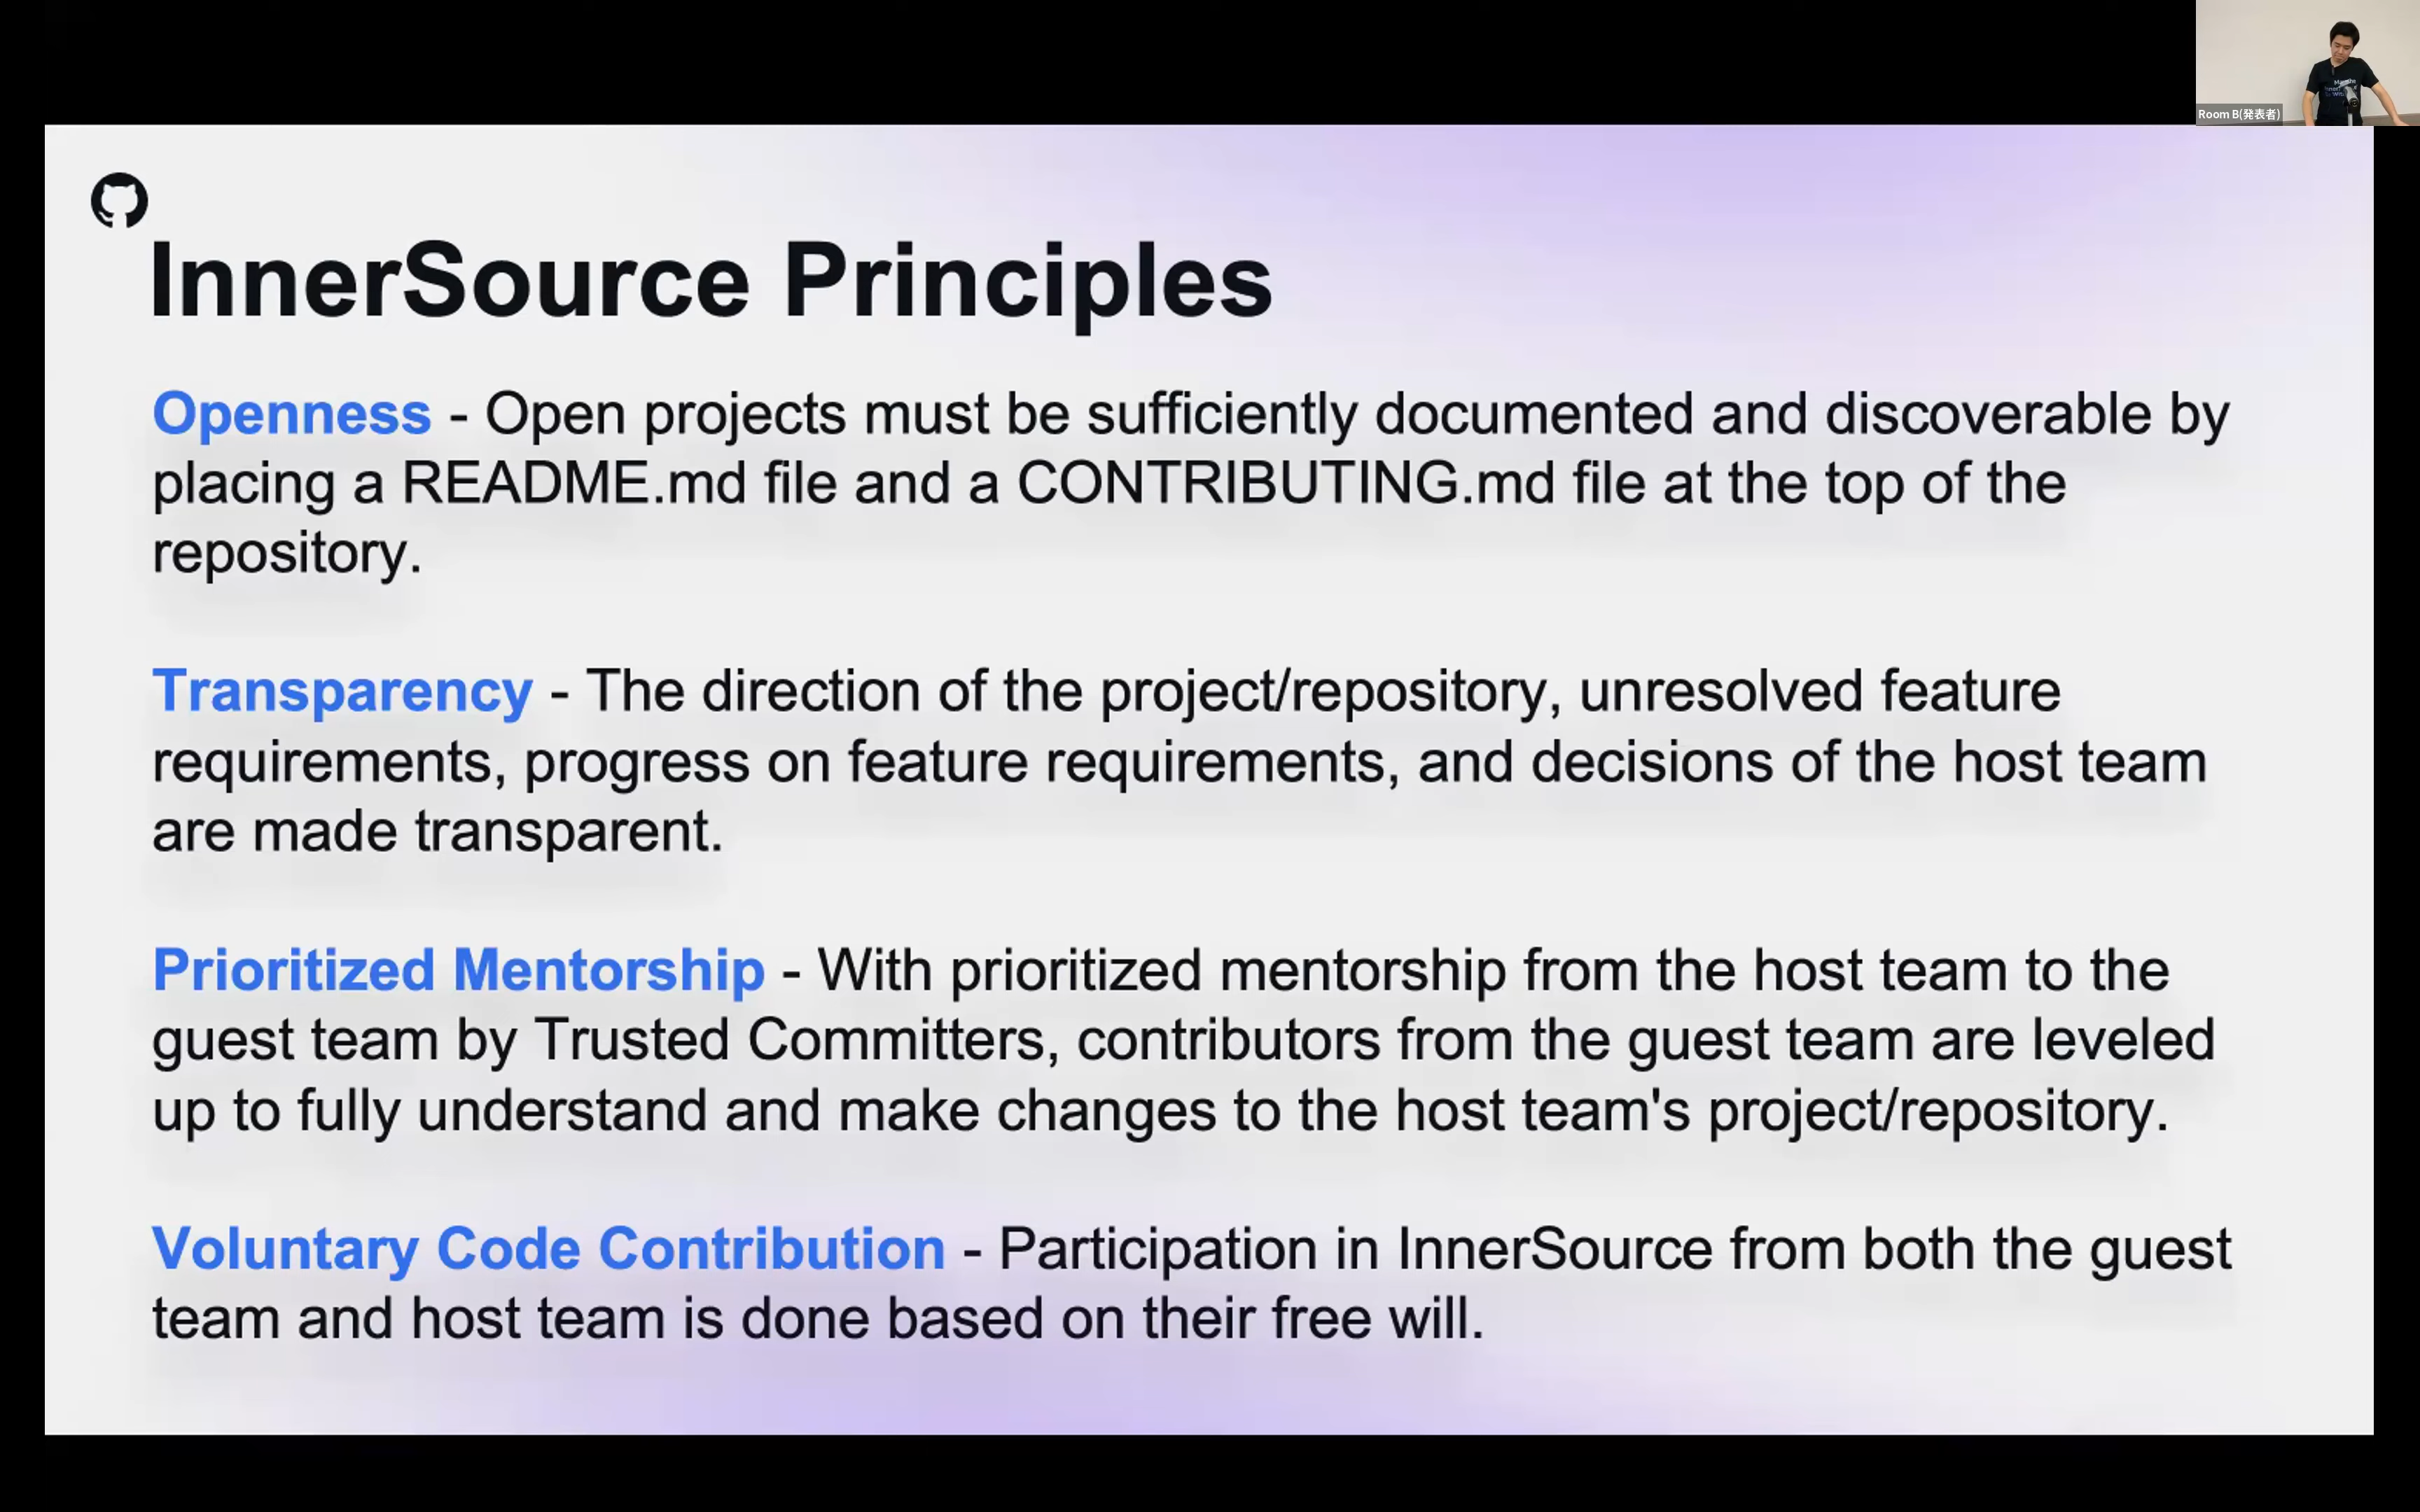 Room B(発表者)
InnerSource Principles
Openness - Open projects must be sufficiently documented and discoverable by
placing a README.md file and a CONTRIBUTING.md file at the top of the
repository.
Transparency - The direction of the project/repository, unresolved feature
requirements, progress on feature requirements, and decisions of the host team
are made transparent.
Prioritized Mentorship - With prioritized mentorship from the host team to the
guest team by Trusted Committers, contributors from the guest team are leveled
up to fully understand and make changes to the host team's project/repository.
Voluntary Code Contribution - Participation in InnerSource from both the guest
team and host team is done based on their free will.